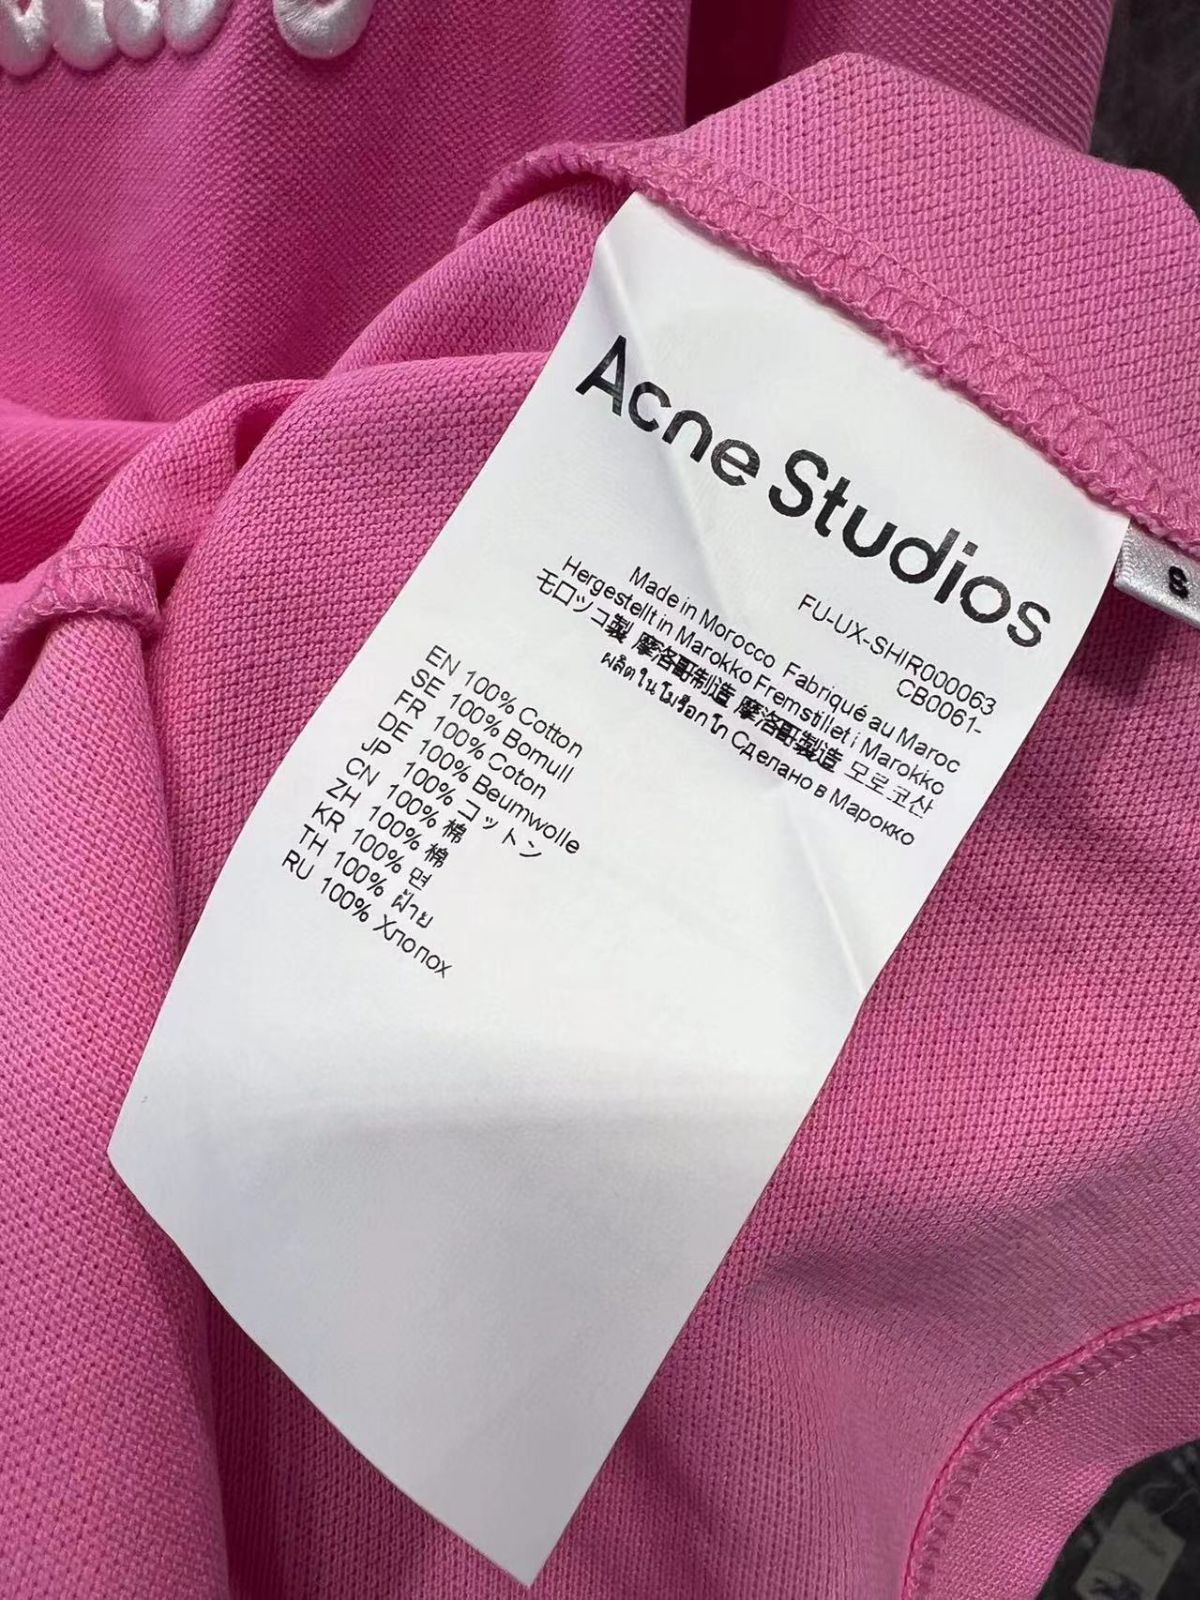 Acne Studios
FU-UX-SHIR000063
CB0061-
Made in Morocco Fabriqué au Maroc
Hergestellt in Marokko Fremstillet i Marokko
モロッコ製 摩洛哥制造 摩洛哥製造 모로코산
ผลิตในโมร็อกโก Сделано в Марокко
EN 100% Cotton
SE 100% Bomull
FR 100% Coton
DE 100% Beumwolle
JP 100% コットン
CN 100% 棉
ZH 100% 棉
KR 100% 면
TH 100% ฝ้าย
RU 100% Хлопох
S